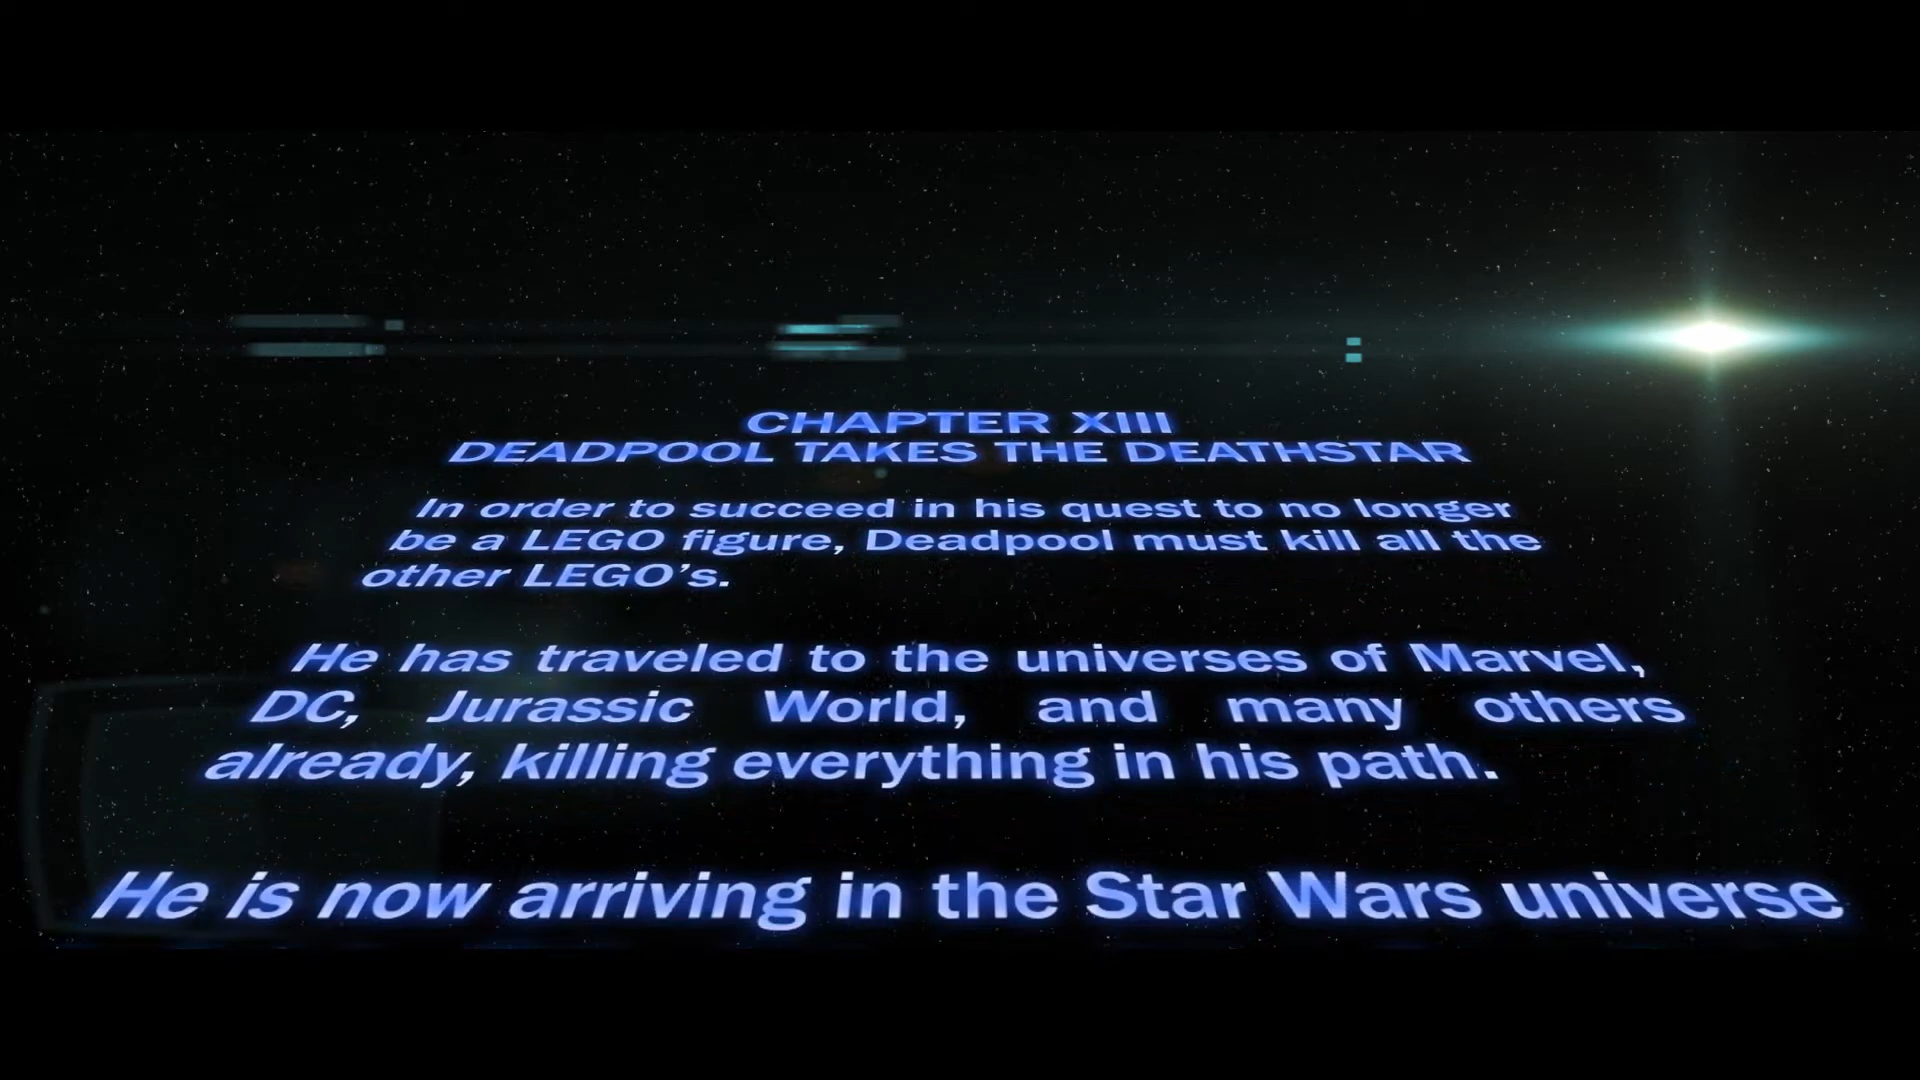 CHAPTER XIII
DEADPOOL TAKES THE DEATHSTAR
In order to succeed in his quest to no longer
be a LEGO figure, Deadpool must kill all the
other LEGO’s.
He has traveled to the universes of Marvel,
DC, Jurassic World, and many others
already, killing everything in his path.
He is now arriving in the Star Wars universe